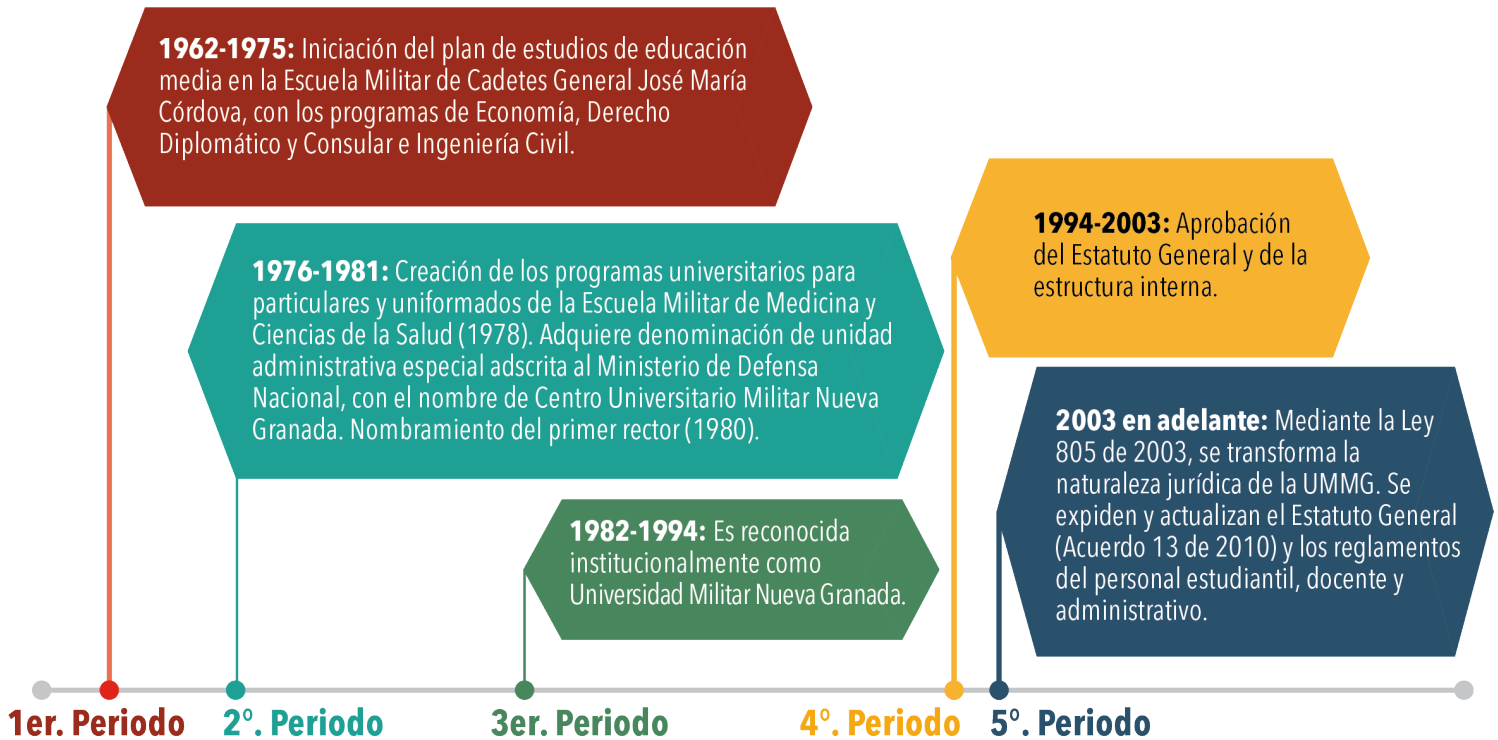 1962-1975: Iniciación del plan de estudios de educación
media en la Escuela Militar de Cadetes General José María
Córdova, con los programas de Economía, Derecho
Diplomático y Consular e Ingeniería Civil.
1976-1981: Creación de los programas universitarios para
particulares y uniformados de la Escuela Militar de Medicina y
Ciencias de la Salud (1978). Adquiere denominación de unidad
administrativa especial adscrita al Ministerio de Defensa
Nacional, con el nombre de Centro Universitario Militar Nueva
Granada. Nombramiento del primer rector (1980).
1982-1994: Es reconocida
institucionalmente como
Universidad Militar Nueva Granada.
1994-2003: Aprobación
del Estatuto General y de la
estructura interna.
2003 en adelante: Mediante la Ley
805 de 2003, se transforma la
naturaleza jurídica de la UMMG. Se
expiden y actualizan el Estatuto General
(Acuerdo 13 de 2010) y los reglamentos
del personal estudiantil, docente y
administrativo.
1er. Periodo
2º. Periodo
3er. Periodo
4º. Periodo
5º. Periodo